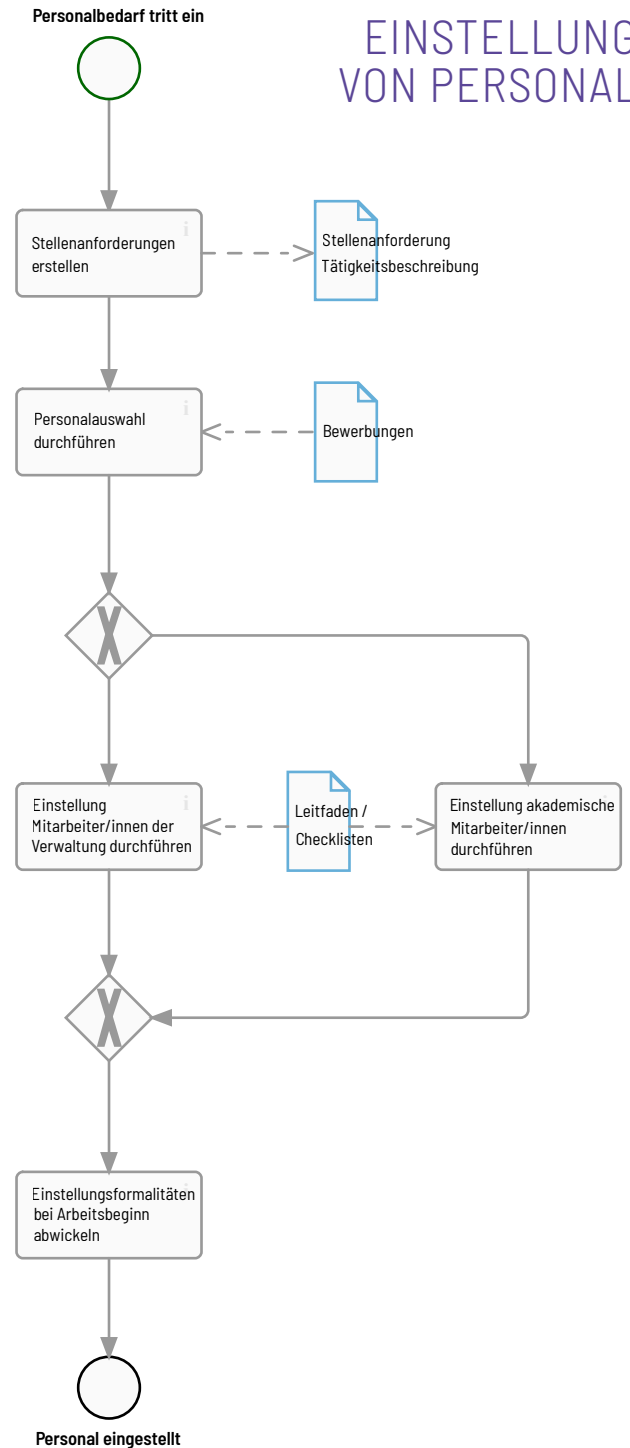 Personalbedarf tritt ein
EINSTELLUNG
VON PERSONAL
Stellenanforderungen
erstellen
Stellenanforderung
Tätigkeitsbeschreibung
Personalauswahl
durchführen
Bewerbungen
X
Einstellung
Mitarbeiter/innen der
Verwaltung durchführen
Leitfaden /
Checklisten
Einstellung akademische
Mitarbeiter/innen
durchführen
X
Einstellungsformalitäten
bei Arbeitsbeginn
abwickeln
Personal eingestellt